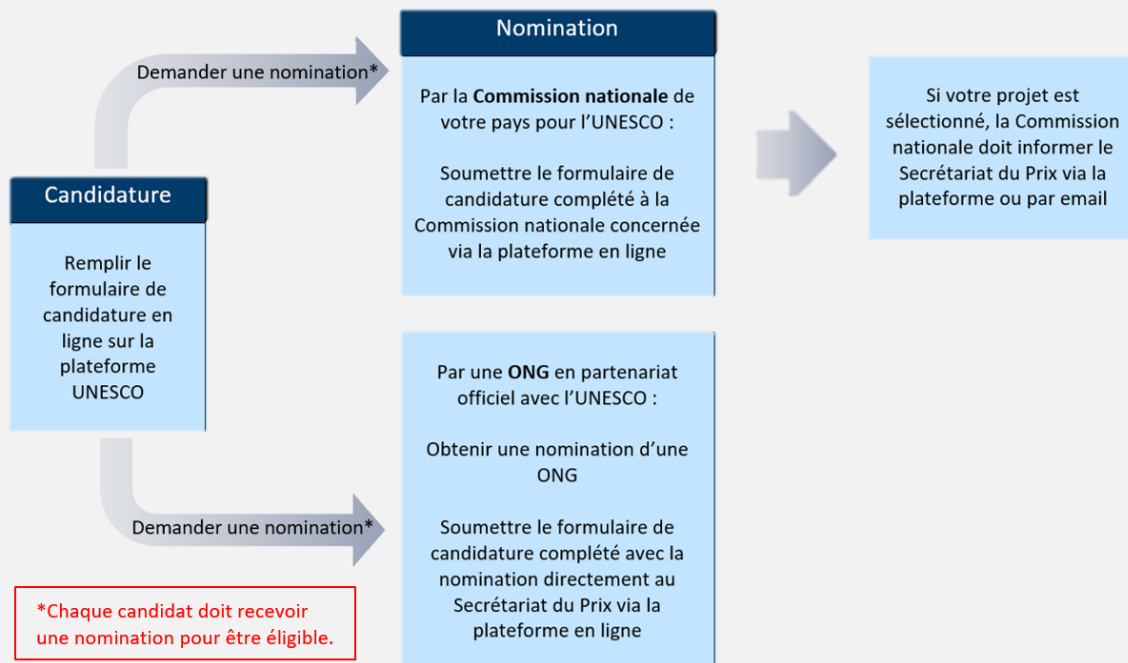 Candidature
Remplir le
formulaire de
candidature en
ligne sur la
plateforme
UNESCO
Demander une nomination*
Nomination
Par la Commission nationale de
votre pays pour l’UNESCO :
Soumettre le formulaire de
candidature complété à la
Commission nationale concernée
via la plateforme en ligne
Si votre projet est
sélectionné, la Commission
nationale doit informer le
Secrétariat du Prix via la
plateforme ou par email
Demander une nomination*
Par une ONG en partenariat
officiel avec l’UNESCO :
Obtenir une nomination d’une
ONG
Soumettre le formulaire de
candidature complété avec la
nomination directement au
Secrétariat du Prix via la
plateforme en ligne
*Chaque candidat doit recevoir
une nomination pour être éligible.